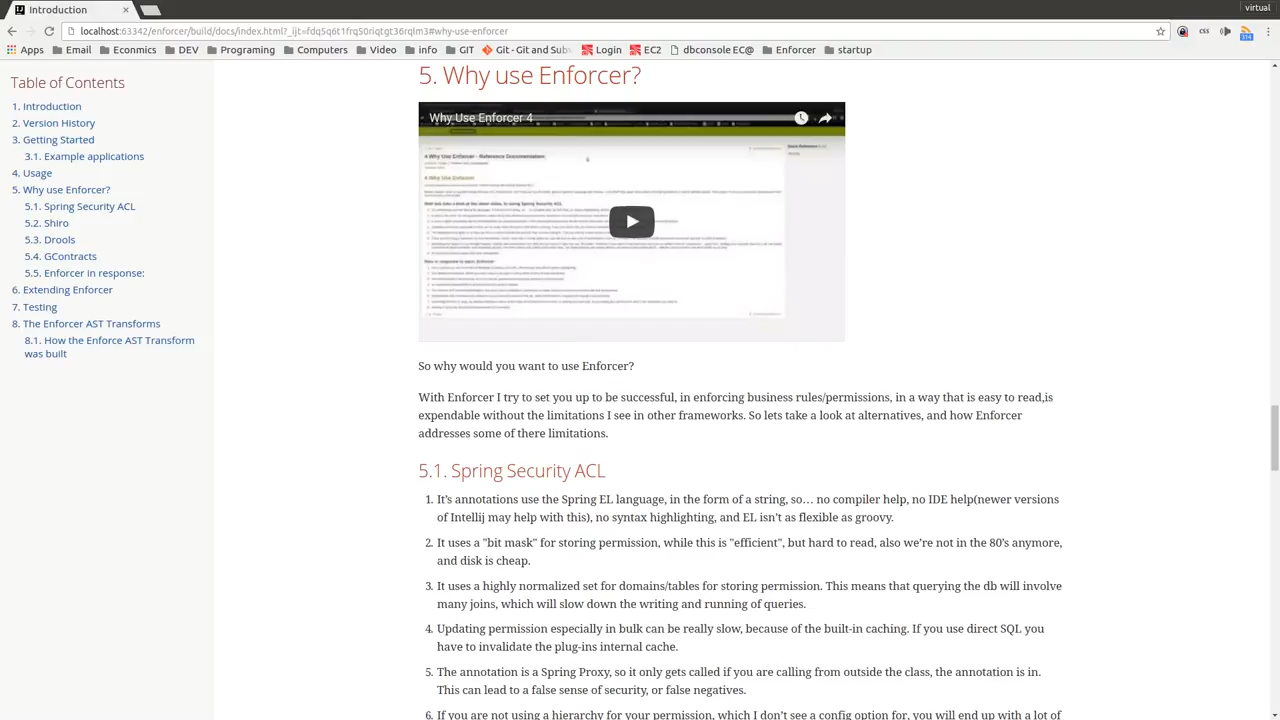 Introduction
virtual
localhost:63342/enforcer/build/docs/index.html?_ijt=fdq5q6t1frq50riqtgt36rqlm3#why-use-enforcer
css
314
Apps Email Econmics DEV Programing Computers Video info GIT Git - Git and Sub Login EC2 dbconsole EC@ Enforcer startup
Table of Contents
1. Introduction
2. Version History
3. Getting Started
3.1. Example applications
4. Usage
5. Why use Enforcer?
5.1. Spring Security ACL
5.2. Shiro
5.3. Drools
5.4. Contracts
5.5. Enforcer in response:
6. Extending Enforcer
7. Testing
8. The Enforcer AST Transforms
8.1. How the Enforce AST Transform
was built
5. Why use Enforcer?
Why Use Enforcer 4
4 Why Use Enforcer - Reference Documentation
4 Why Use Enforcer
So why would you want to use Enforcer?
With Enforcer I try to set you up to be successful, in enforcing business rules/permissions, in a way that is easy to read,is
expendable without the limitations I see in other frameworks. So lets take a look at alternatives, and how Enforcer
addresses some of there limitations.
5.1. Spring Security ACL
1. It’s annotations use the Spring EL language, in the form of a string, so… no compiler help, no IDE help(newer versions
of Intellij may help with this), no syntax highlighting, and EL isn’t as flexible as groovy.
2. It uses a "bit mask" for storing permission, while this is "efficient", but hard to read, also we’re not in the 80’s anymore,
and disk is cheap.
3. It uses a highly normalized set for domains/tables for storing permission. This means that querying the db will involve
many joins, which will slow down the writing and running of queries.
4. Updating permission especially in bulk can be really slow, because of the built-in caching. If you use direct SQL you
have to invalidate the plug-ins internal cache.
5. The annotation is a Spring Proxy, so it only gets called if you are calling from outside the class, the annotation is in.
This can lead to a false sense of security, or false negatives.
6. If you are not using a hierarchy for your permission, which I don’t see a config option for, you will end up with a lot of